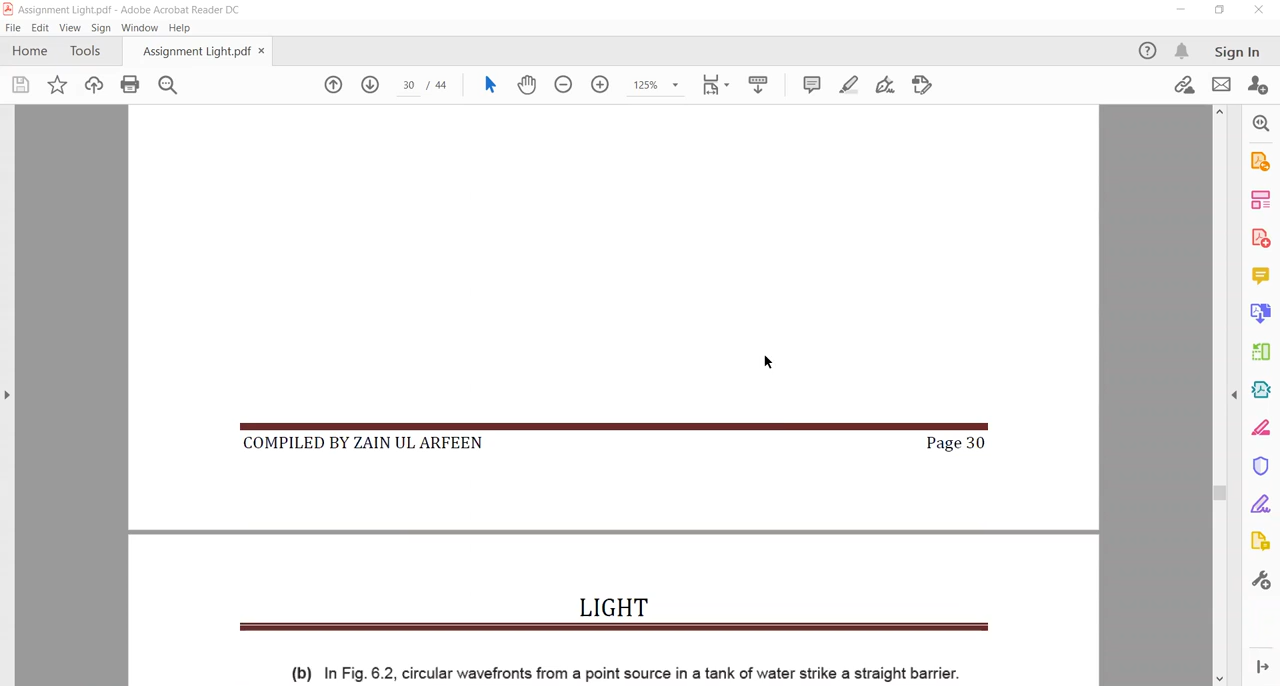 Assignment Light.pdf - Adobe Acrobat Reader DC
File Edit View Sign Window Help
Home Tools Assignment Light.pdf × Sign In
30 / 44 125%
COMPILED BY ZAIN UL ARFEEN Page 30
LIGHT
(b) In Fig. 6.2, circular wavefronts from a point source in a tank of water strike a straight barrier.